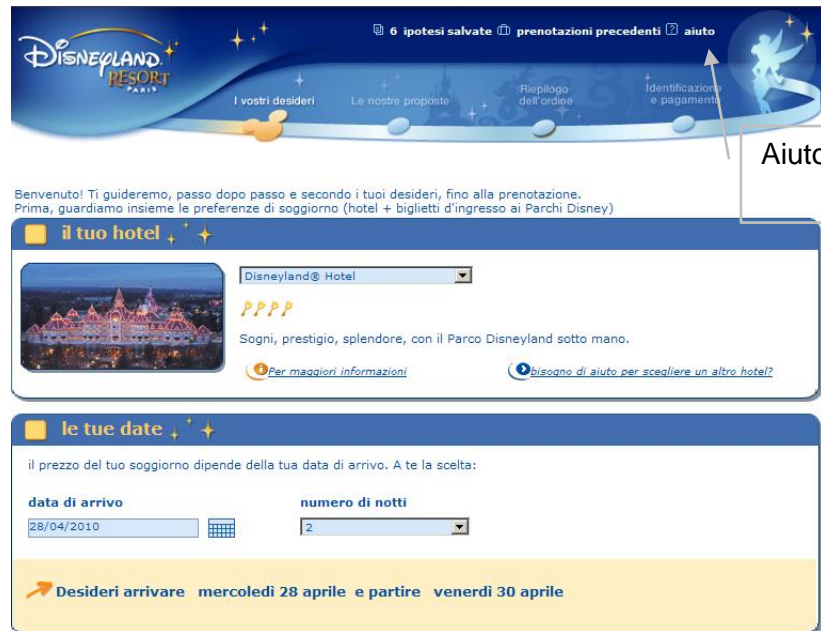 DISNEYLAND
RESORT
PARIS
6 ipotesi salvate prenotazioni precedenti aiuto
I vostri desideri
Le nostre proposte
Riepilogo
dell'ordine
Identificazione
e pagamento
Aiuto
Benvenuto! Ti guideremo, passo dopo passo e secondo i tuoi desideri, fino alla prenotazione.
Prima, guardiamo insieme le preferenze di soggiorno (hotel + biglietti d'ingresso ai Parchi Disney)
il tuo hotel
Disneyland® Hotel
Sogni, prestigio, splendore, con il Parco Disneyland sotto mano.
Per maggiori informazioni
bisogno di aiuto per scegliere un altro hotel?
le tue date
il prezzo del tuo soggiorno dipende della tua data di arrivo. A te la scelta:
data di arrivo
numero di notti
28/04/2010
2
Desideri arrivare mercoledì 28 aprile e partire venerdì 30 aprile